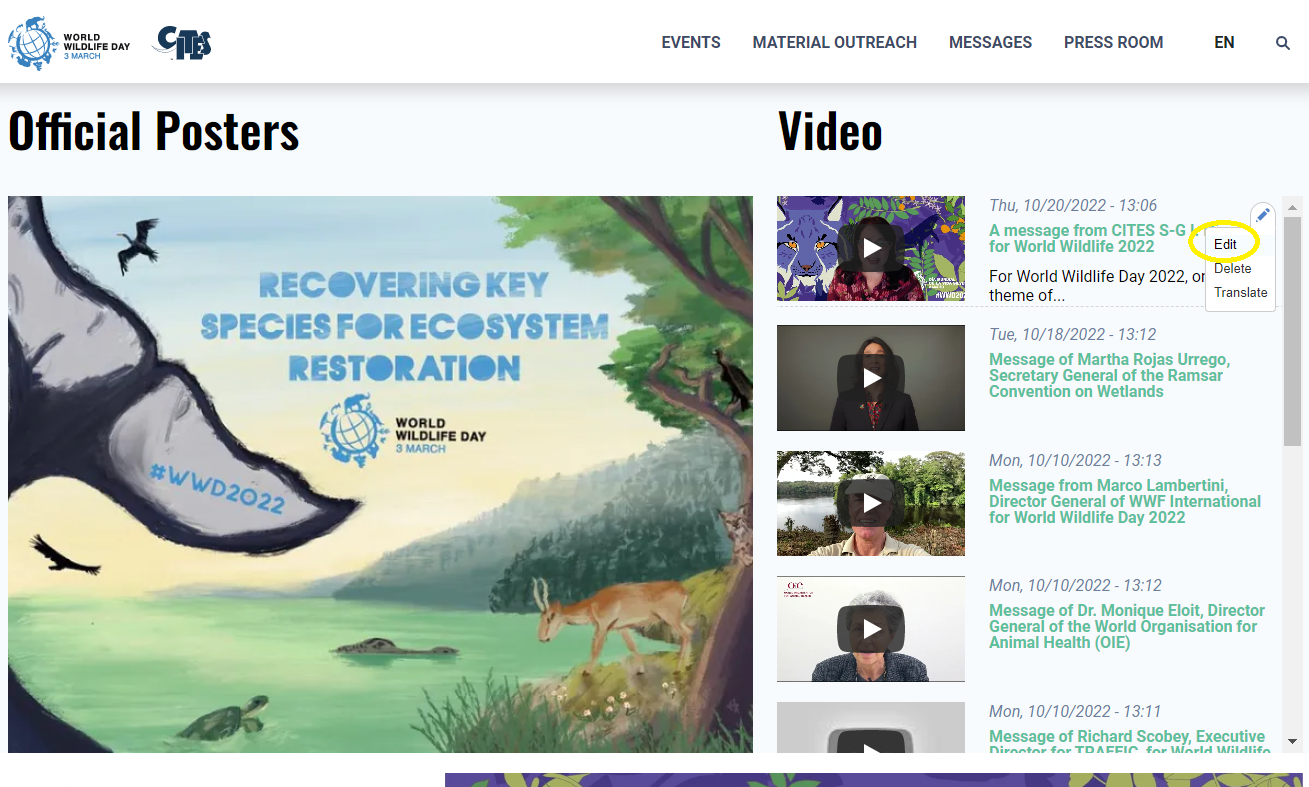 WORLD
WILDLIFE DAY
3 MARCH
CITES
EVENTS
MATERIAL OUTREACH
MESSAGES
PRESS ROOM
EN
Official Posters
RECOVERING KEY
SPECIES FOR ECOSYSTEM
RESTORATION
WORLD
WILDLIFE DAY
3 MARCH
#WWD2022
Video
Thu, 10/20/2022 - 13:06
A message from CITES S-G
for World Wildlife 2022
For World Wildlife Day 2022,
theme of...
Edit
Delete
Translate
Tue, 10/18/2022 - 13:12
Message of Martha Rojas Urrego,
Secretary General of the Ramsar
Convention on Wetlands
Mon, 10/10/2022 - 13:13
Message from Marco Lambertini,
Director General of WWF International
for World Wildlife Day 2022
Mon, 10/10/2022 - 13:12
Message of Dr. Monique Eloit, Director
General of the World Organisation for
Animal Health (OIE)
Mon, 10/10/2022 - 13:11
Message of Richard Scobey, Executive
Director for TRAFFIC, for World Wildlife